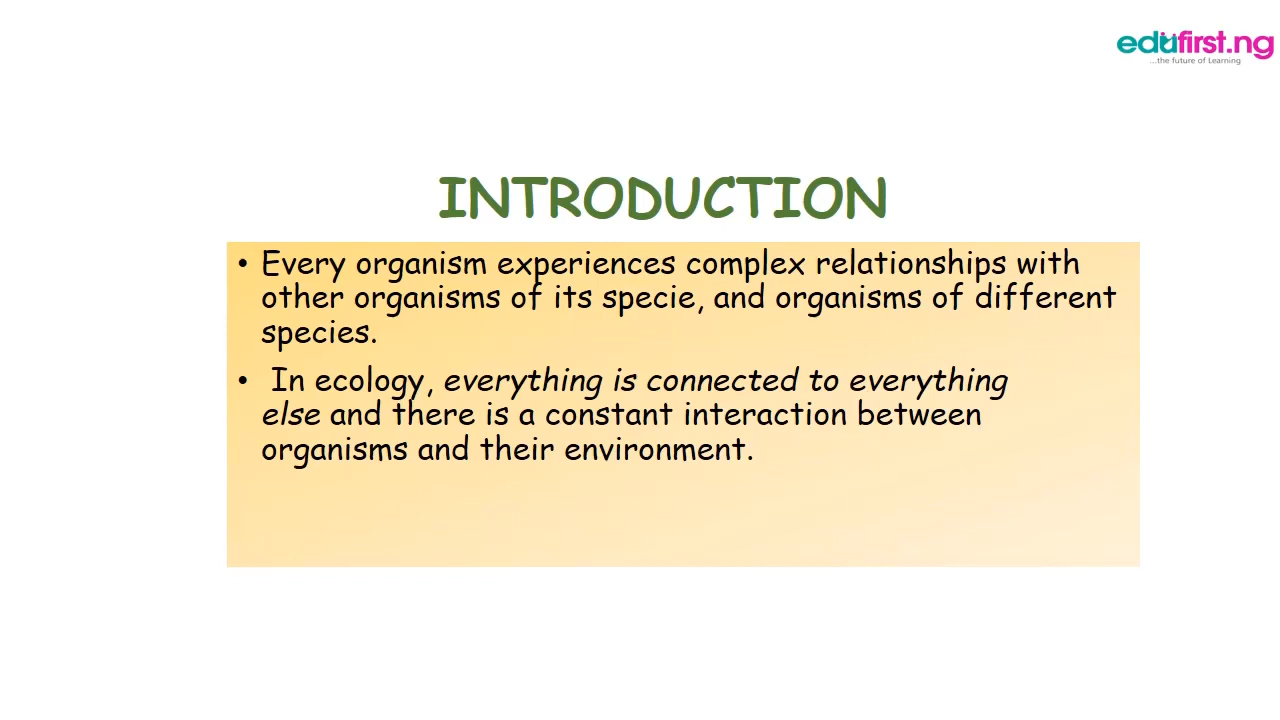 edufirst.ng
...the future of Learning
INTRODUCTION
• Every organism experiences complex relationships with
other organisms of its specie, and organisms of different
species.
• In ecology, everything is connected to everything
else and there is a constant interaction between
organisms and their environment.